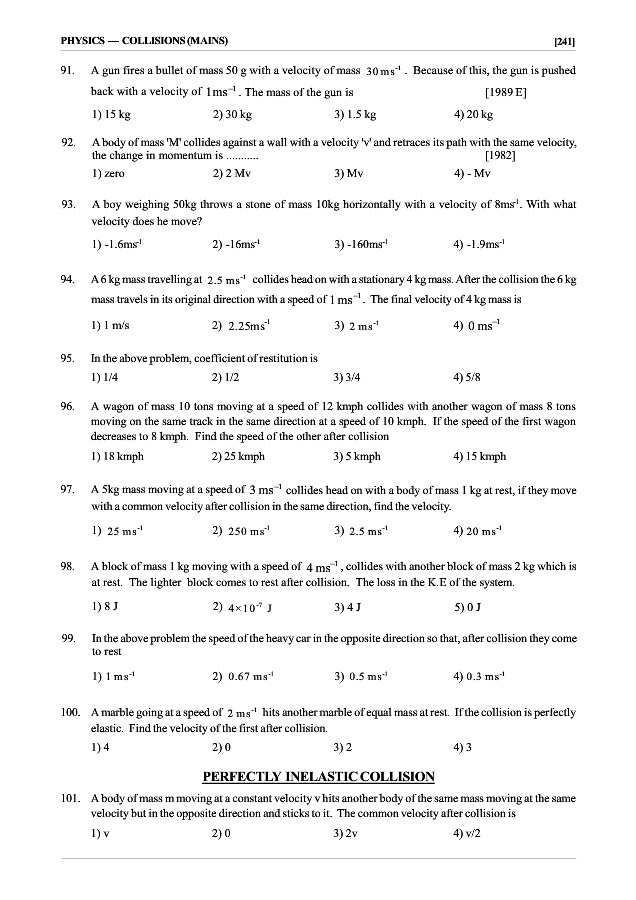 PHYSICS — COLLISIONS (MAINS) [241]
91. A gun fires a bullet of mass 50 g with a velocity of mass 30 ms⁻¹ . Because of this, the gun is pushed
back with a velocity of 1ms⁻¹ . The mass of the gun is [1989 E]
1) 15 kg 2) 30 kg 3) 1.5 kg 4) 20 kg
92. A body of mass 'M' collides against a wall with a velocity 'v' and retraces its path with the same velocity,
the change in momentum is ........... [1982]
1) zero 2) 2 Mv 3) Mv 4) - Mv
93. A boy weighing 50kg throws a stone of mass 10kg horizontally with a velocity of 8ms⁻¹. With what
velocity does he move?
1) -1.6ms⁻¹ 2) -16ms⁻¹ 3) -160ms⁻¹ 4) -1.9ms⁻¹
94. A 6 kg mass travelling at 2.5 ms⁻¹ collides head on with a stationary 4 kg mass. After the collision the 6 kg
mass travels in its original direction with a speed of 1 ms⁻¹ . The final velocity of 4 kg mass is
1) 1 m/s 2) 2.25ms⁻¹ 3) 2 ms⁻¹ 4) 0 ms⁻¹
95. In the above problem, coefficient of restitution is
1) 1/4 2) 1/2 3) 3/4 4) 5/8
96. A wagon of mass 10 tons moving at a speed of 12 kmph collides with another wagon of mass 8 tons
moving on the same track in the same direction at a speed of 10 kmph. If the speed of the first wagon
decreases to 8 kmph. Find the speed of the other after collision
1) 18 kmph 2) 25 kmph 3) 5 kmph 4) 15 kmph
97. A 5kg mass moving at a speed of 3 ms⁻¹ collides head on with a body of mass 1 kg at rest, if they move
with a common velocity after collision in the same direction, find the velocity.
1) 25 ms⁻¹ 2) 250 ms⁻¹ 3) 2.5 ms⁻¹ 4) 20 ms⁻¹
98. A block of mass 1 kg moving with a speed of 4 ms⁻¹ , collides with another block of mass 2 kg which is
at rest. The lighter block comes to rest after collision. The loss in the K.E of the system.
1) 8 J 2) 4×10⁻⁷ J 3) 4 J 5) 0 J
99. In the above problem the speed of the heavy car in the opposite direction so that, after collision they come
to rest
1) 1 ms⁻¹ 2) 0.67 ms⁻¹ 3) 0.5 ms⁻¹ 4) 0.3 ms⁻¹
100. A marble going at a speed of 2 ms⁻¹ hits another marble of equal mass at rest. If the collision is perfectly
elastic. Find the velocity of the first after collision.
1) 4 2) 0 3) 2 4) 3
PERFECTLY INELASTIC COLLISION
101. A body of mass m moving at a constant velocity v hits another body of the same mass moving at the same
velocity but in the opposite direction and sticks to it. The common velocity after collision is
1) v 2) 0 3) 2v 4) v/2